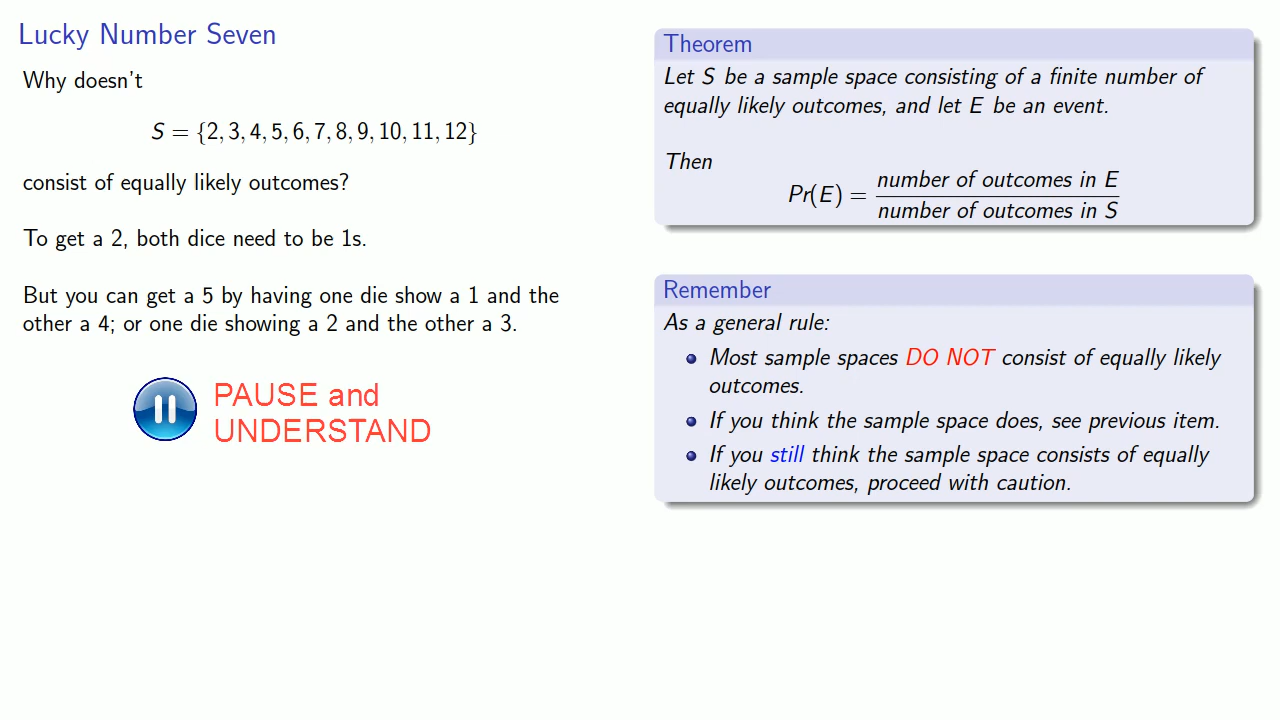 Lucky Number Seven
Why doesn't
S = {2, 3, 4, 5, 6, 7, 8, 9, 10, 11, 12}
consist of equally likely outcomes?
To get a 2, both dice need to be 1s.
But you can get a 5 by having one die show a 1 and the
other a 4; or one die showing a 2 and the other a 3.
PAUSE and
UNDERSTAND
Theorem
Let S be a sample space consisting of a finite number of
equally likely outcomes, and let E be an event.
Then
Pr(E) = number of outcomes in E
number of outcomes in S
Remember
As a general rule:
Most sample spaces DO NOT consist of equally likely
outcomes.
If you think the sample space does, see previous item.
If you still think the sample space consists of equally
likely outcomes, proceed with caution.